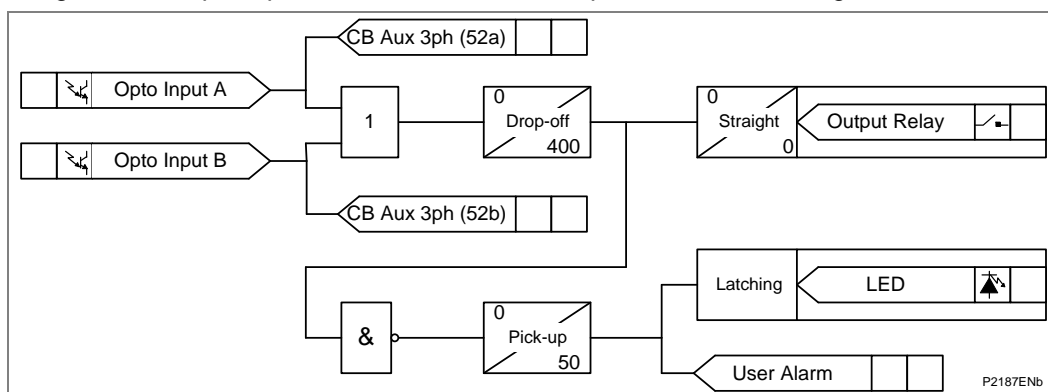 CB Aux 3ph (52a)
Opto Input A
1
0
Drop-off
400
0
Straight
0
Output Relay
Opto Input B
CB Aux 3ph (52b)
Latching
LED
&
0
Pick-up
50
User Alarm
P2187ENb